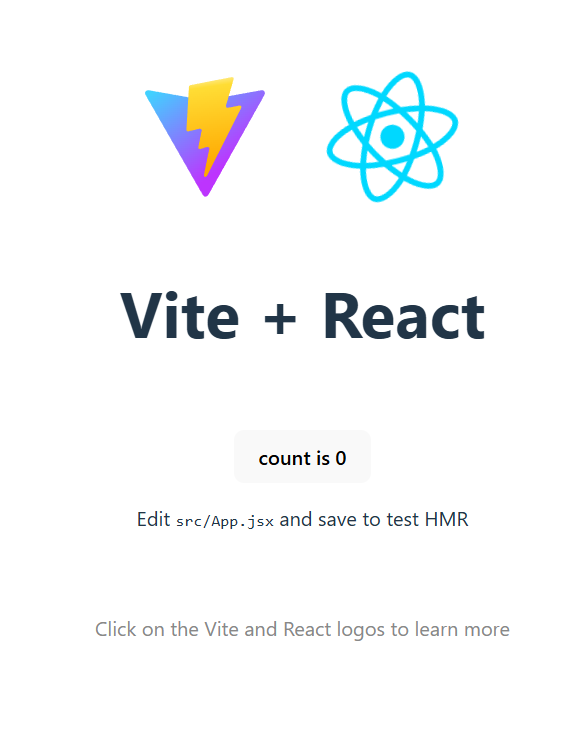 Vite + React
count is 0
Edit src/App.jsx and save to test HMR
Click on the Vite and React logos to learn more